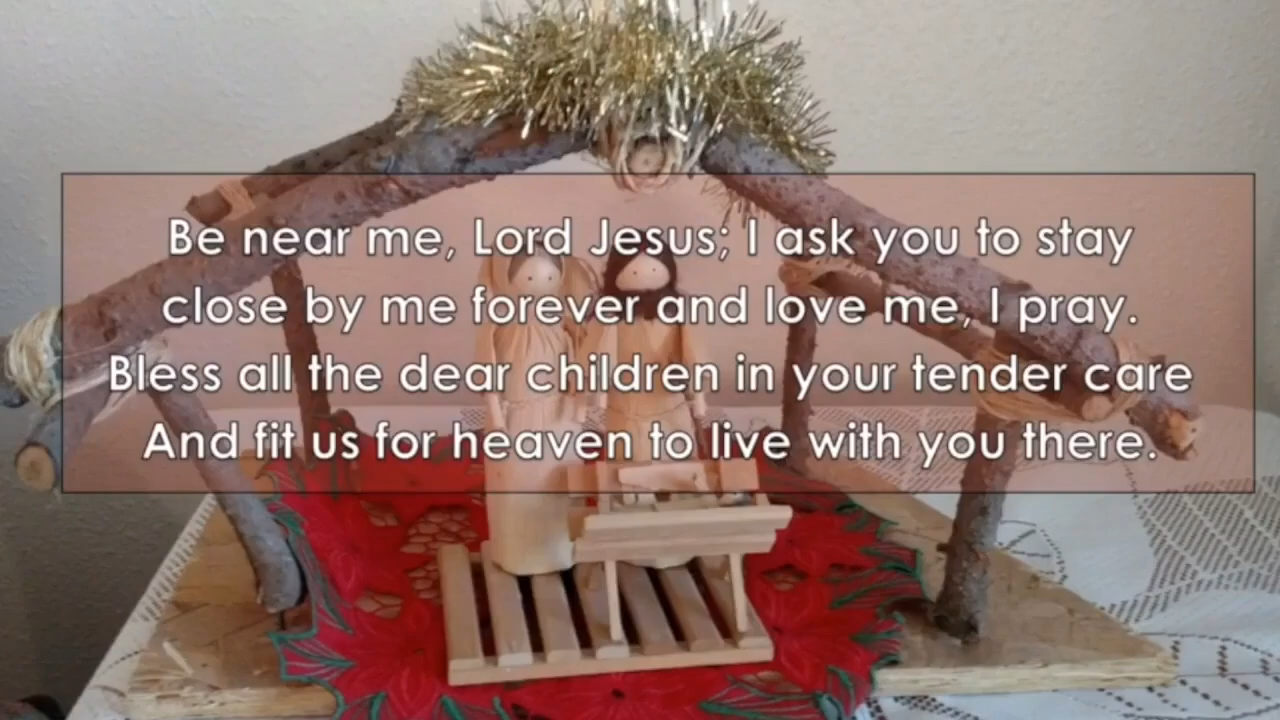 Be near me, Lord Jesus; I ask you to stay
close by me forever and love me, I pray.
Bless all the dear children in your tender care
And fit us for heaven to live with you there.